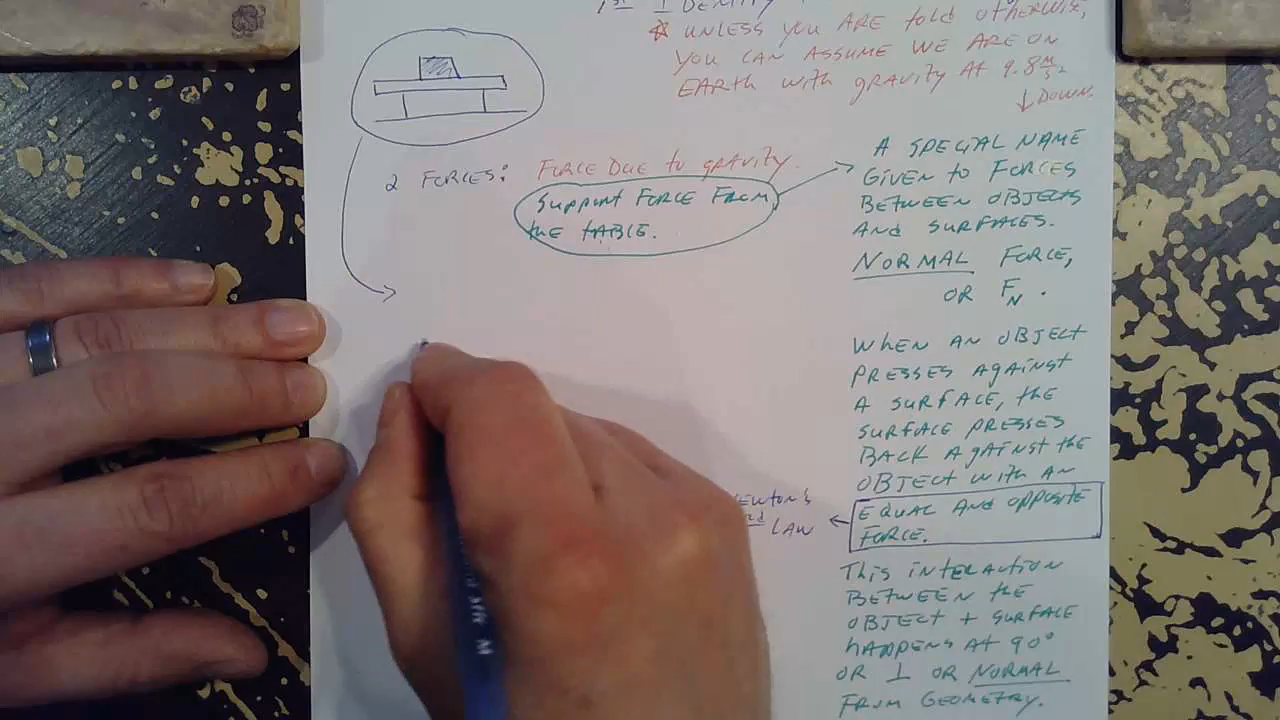 1st IDENTIFY
☆ UNLESS YOU ARE told OTHERWISE,
YOU CAN ASSUME WE ARE ON
EARTH with gravity At 9.8 m/s²
↓ DOWN.
2 FORCES: FORCE DUE to gravity.
SUPPORT FORCE FROM
the tABLE.
A SPECIAL NAME
GIVEN tO FORCES
BETWEEN OBJECTS
AND SURFACES.
NORMAL FORCE,
OR FN.
WHEN AN OBJECT
PRESSES AGAINST
A SURFACE, the
SURFACE PRESSES
BACK AGAINST the
OBJECT WITH AN
EQUAL AND OPPOSITE
FORCE.
LAW
This INTERACTION
BETWEEN the
OBJECT + SURFACE
hAPPENS At 90°
OR ⊥ OR NORMAL
FROM GEOMETRY.
M